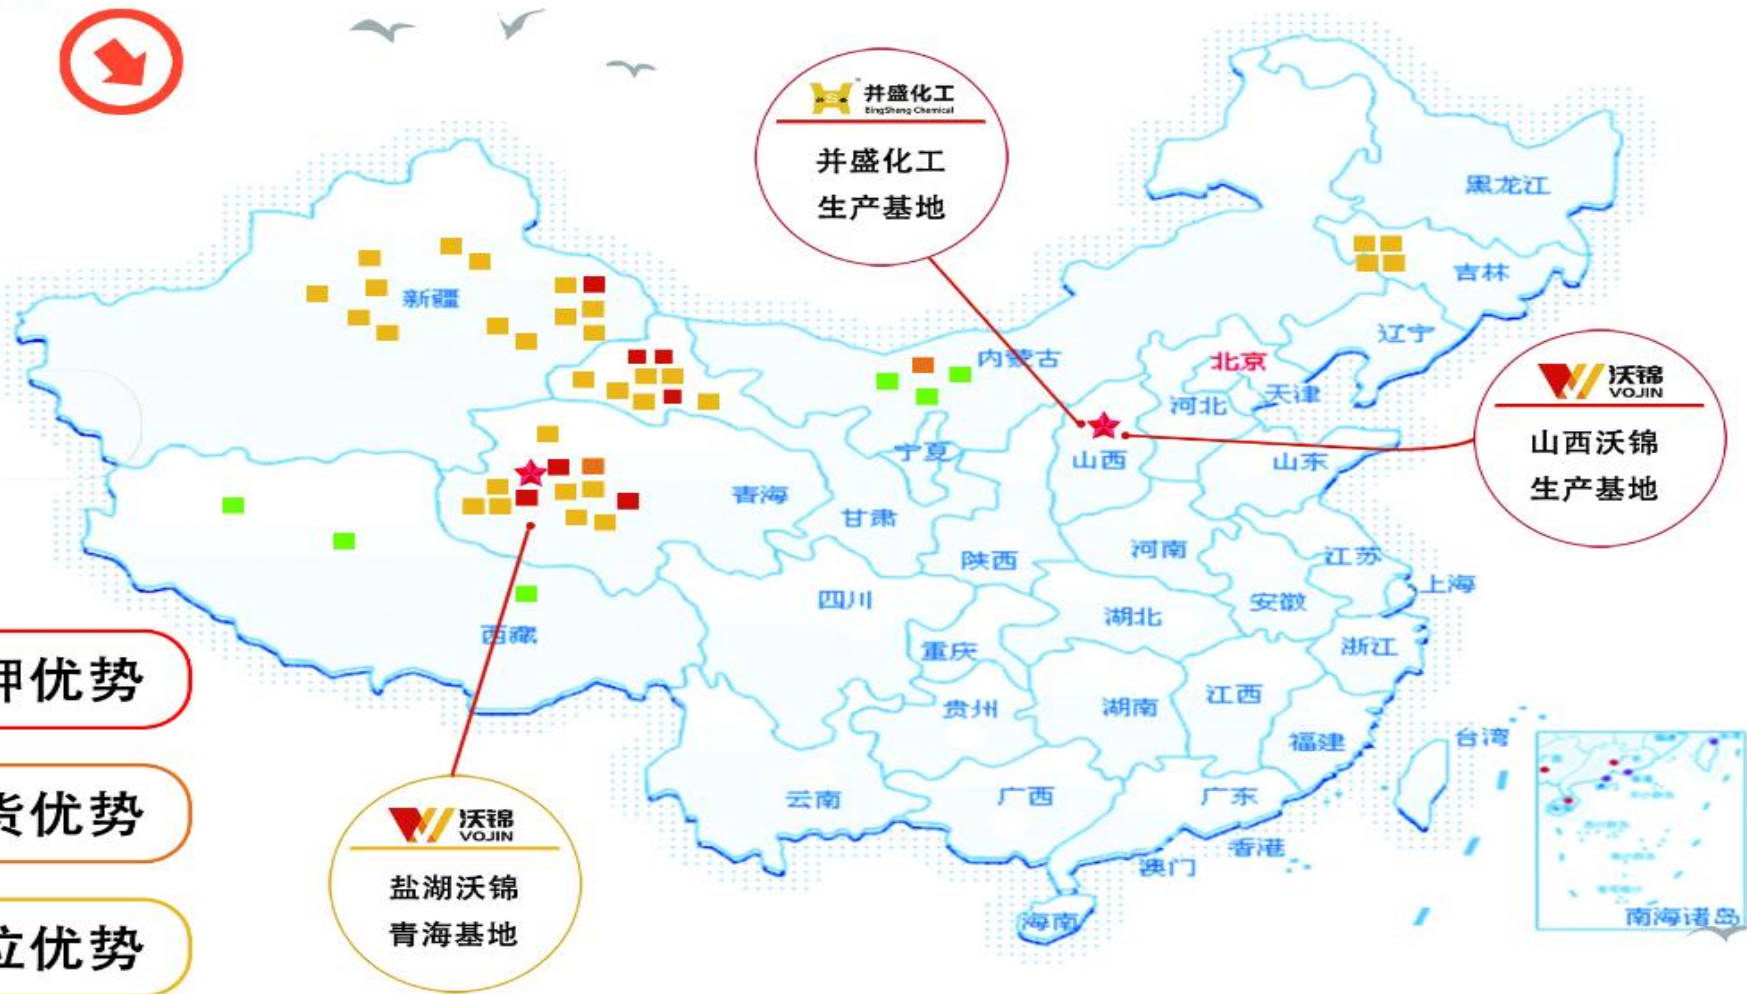 并盛化工
BingSheng Chemical
并盛化工
生产基地
黑龙江
吉林
辽宁
新疆
内蒙古
北京
天津
河北
沃锦
VOJIN
山西沃锦
生产基地
宁夏
山西
山东
青海
甘肃
陕西
河南
江苏
上海
安徽
四川
湖北
西藏
重庆
浙江
钾优势
贵州
湖南
江西
福建
台湾
货优势
云南
广西
广东
沃锦
VOJIN
香港
澳门
盐湖沃锦
青海基地
海南
南海诸岛
位优势